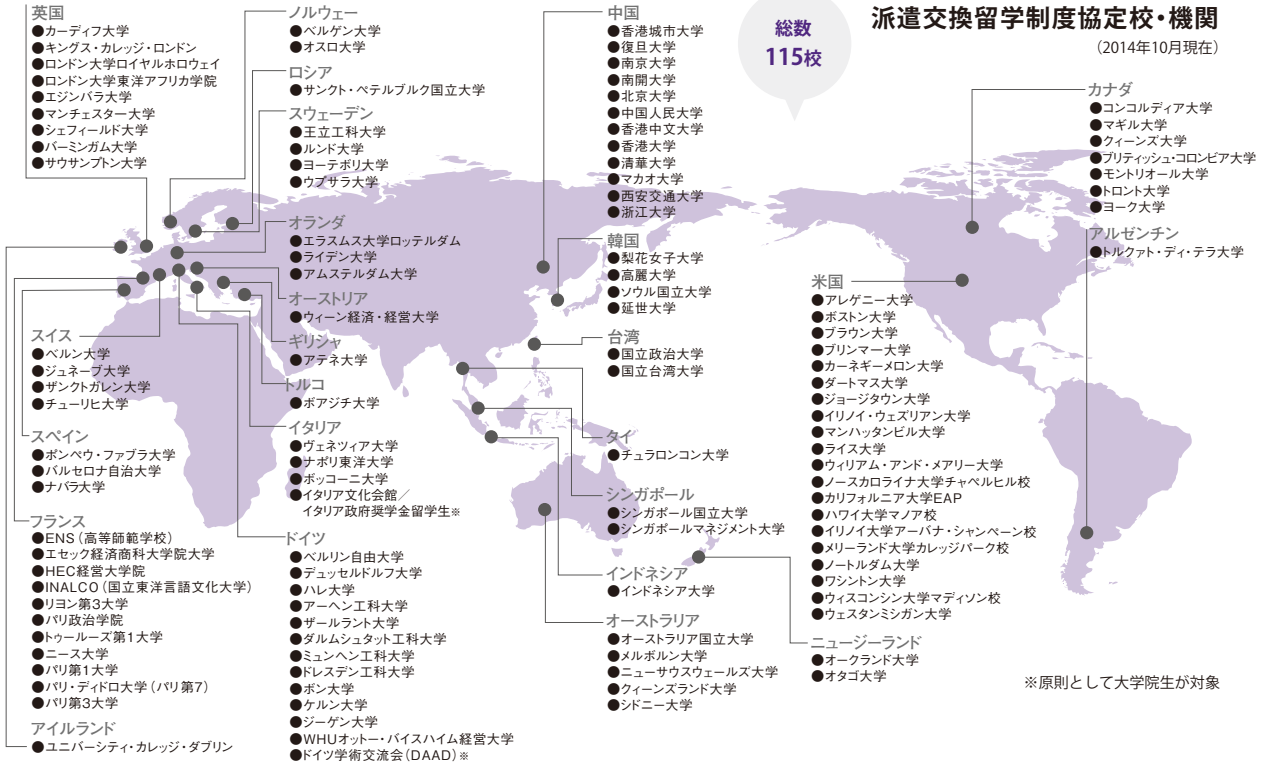 派遣交換留学制度協定校・機関
(2014年10月現在)
総数
115校
英国
●カーディフ大学
●キングス・カレッジ・ロンドン
●ロンドン大学ロイヤルホロウェイ
●ロンドン大学東洋アフリカ学院
●エジンバラ大学
●マンチェスター大学
●シェフィールド大学
●バーミンガム大学
●サウサンプトン大学
スイス
●ベルン大学
●ジュネーブ大学
●ザンクトガレン大学
●チューリヒ大学
スペイン
●ポンペウ・ファブラ大学
●バルセロナ自治大学
●ナバラ大学
フランス
●ENS(高等師範学校)
●エセック経済商科大学院大学
●HEC経営大学院
●INALCO(国立東洋言語文化大学)
●リヨン第3大学
●パリ政治学院
●トゥールーズ第1大学
●ニース大学
●パリ第1大学
●パリ・ディドロ大学(パリ第7)
●パリ第3大学
アイルランド
●ユニバーシティ・カレッジ・ダブリン
ノルウェー
●ベルゲン大学
●オスロ大学
ロシア
●サンクト・ペテルブルク国立大学
スウェーデン
●王立工科大学
●ルンド大学
●ヨーテボリ大学
●ウプサラ大学
オランダ
●エラスムス大学ロッテルダム
●ライデン大学
●アムステルダム大学
オーストリア
●ウィーン経済・経営大学
ギリシャ
●アテネ大学
トルコ
●ボアジチ大学
イタリア
●ヴェネツィア大学
●ナポリ東洋大学
●ボッコーニ大学
●イタリア文化会館/
イタリア政府奨学金留学生※
ドイツ
●ベルリン自由大学
●デュッセルドルフ大学
●ハレ大学
●アーヘン工科大学
●ザールラント大学
●ダルムシュタット工科大学
●ミュンヘン工科大学
●ドレスデン工科大学
●ボン大学
●ケルン大学
●ジーゲン大学
●WHUオットー・バイスハイム経営大学
●ドイツ学術交流会(DAAD)※
中国
●香港城市大学
●復旦大学
●南京大学
●南開大学
●北京大学
●中国人民大学
●香港中文大学
●香港大学
●清華大学
●マカオ大学
●西安交通大学
●浙江大学
韓国
●梨花女子大学
●高麗大学
●ソウル国立大学
●延世大学
台湾
●国立政治大学
●国立台湾大学
タイ
●チュラロンコン大学
シンガポール
●シンガポール国立大学
●シンガポールマネジメント大学
インドネシア
●インドネシア大学
オーストラリア
●オーストラリア国立大学
●メルボルン大学
●ニューサウスウェールズ大学
●クィーンズランド大学
●シドニー大学
カナダ
●コンコルディア大学
●マギル大学
●クィーンズ大学
●ブリティッシュ・コロンビア大学
●モントリオール大学
●トロント大学
●ヨーク大学
アルゼンチン
●トルクァト・ディ・テラ大学
米国
●アレゲニー大学
●ボストン大学
●ブラウン大学
●ブリンマー大学
●カーネギーメロン大学
●ダートマス大学
●ジョージタウン大学
●イリノイ・ウェズリアン大学
●マンハッタンビル大学
●ライス大学
●ウィリアム・アンド・メアリー大学
●ノースカロライナ大学チャペルヒル校
●カリフォルニア大学EAP
●ハワイ大学マノア校
●イリノイ大学アーバナ・シャンペーン校
●メリーランド大学カレッジパーク校
●ノートルダム大学
●ワシントン大学
●ウィスコンシン大学マディソン校
●ウェスタンミシガン大学
ニュージーランド
●オークランド大学
●オタゴ大学
※原則として大学院生が対象